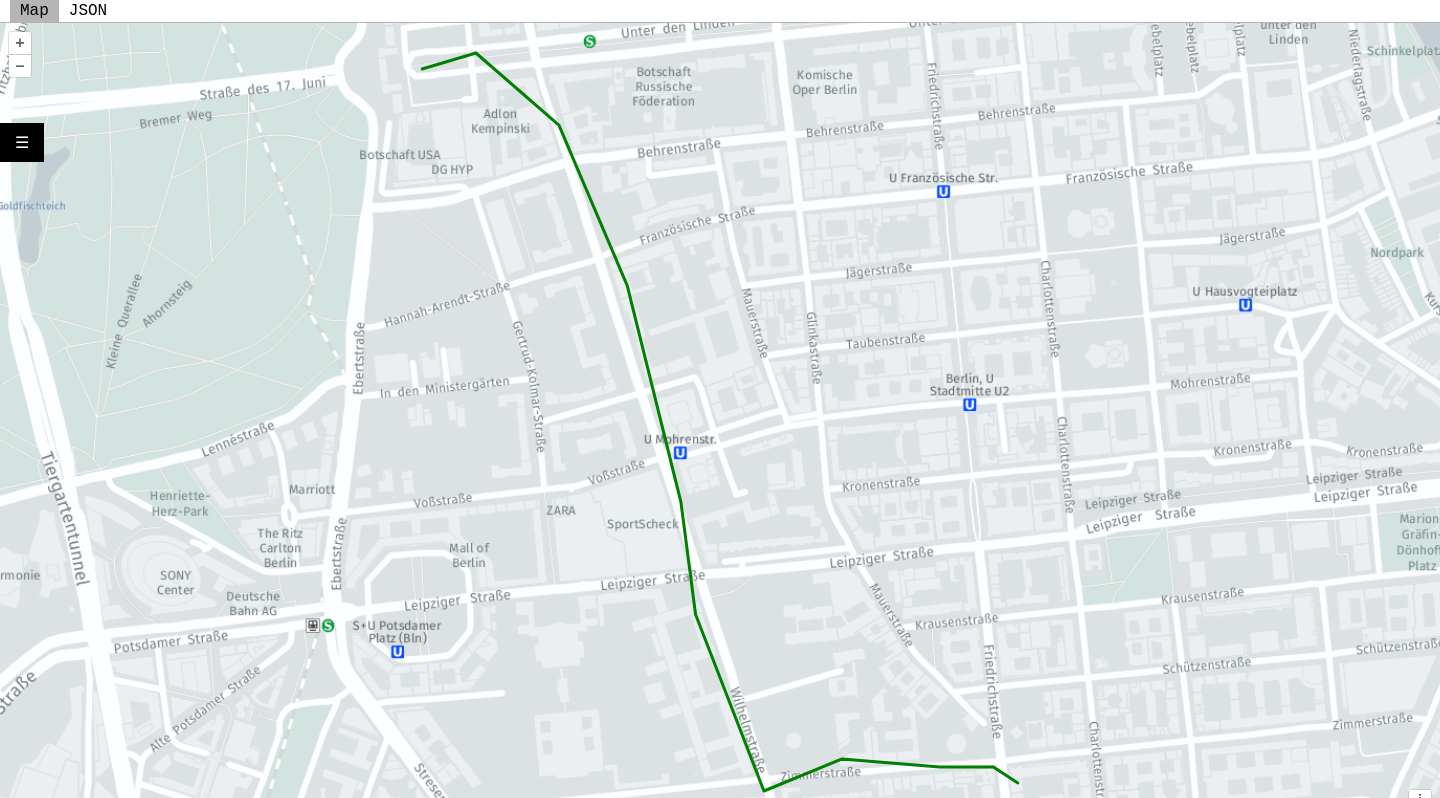 Map JSON
+
−
☰
Unter den Linden
unter den
Linden
Schinkelplatz
Niederlagstraße
Straße des 17. Juni
Bremer Weg
Botschaft
Russische
Föderation
Komische
Oper Berlin
Friedrichstraße
Behrenstraße
Adlon
Kempinski
Behrenstraße
Behrenstraße
Botschaft USA
DG HYP
U Französische Str.
Französische Straße
Goldfischteich
Französische Straße
Jägerstraße
Nordpark
Jägerstraße
Kleine Querallee
Ahornsteig
Hannah-Arendt-Straße
Charlottenstraße
U Hausvogteiplatz
Mauerstraße
Glinkastraße
Taubenstraße
Gertrud-Kolmar-Straße
Ebertstraße
In den Ministergärten
Berlin, U
Stadtmitte U2
Mohrenstraße
Lennéstraße
U Mohrenstr.
Charlottenstraße
Kronenstraße
Kronenstraße
Tiergartentunnel
Voßstraße
Voßstraße
Kronenstraße
Leipziger Straße
Leipziger Straße
Leipziger Straße
Leipziger Straße
Henriette-
Herz-Park
Marriott
ZARA
SportScheck
The Ritz
Carlton
Berlin
Ebertstraße
Mall of
Berlin
Leipziger Straße
Marion-
Gräfin-
Dönhoff-
Platz
SONY
Center
Deutsche
Bahn AG
Leipziger Straße
Leipziger Straße
Mauerstraße
Krausenstraße
Krausenstraße
S+U Potsdamer
Platz (Bln)
Potsdamer Straße
Friedrichstraße
Schützenstraße
Schützenstraße
Straße
Alte Potsdamer Straße
Wilhelmstraße
Zimmerstraße
Zimmerstraße